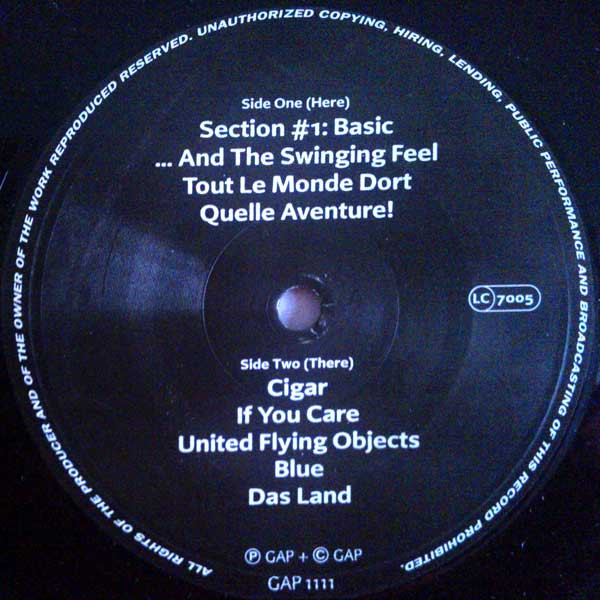 ALL RIGHTS OF THE PRODUCER AND OF THE OWNER OF THE WORK REPRODUCED RESERVED. UNAUTHORIZED COPYING, HIRING, LENDING, PUBLIC PERFORMANCE AND BROADCASTING OF THIS RECORD PROHIBITED.
Side One (Here)
Section #1: Basic
... And The Swinging Feel
Tout Le Monde Dort
Quelle Aventure!
LC 7005
Side Two (There)
Cigar
If You Care
United Flying Objects
Blue
Das Land
℗ GAP + © GAP
GAP 1111